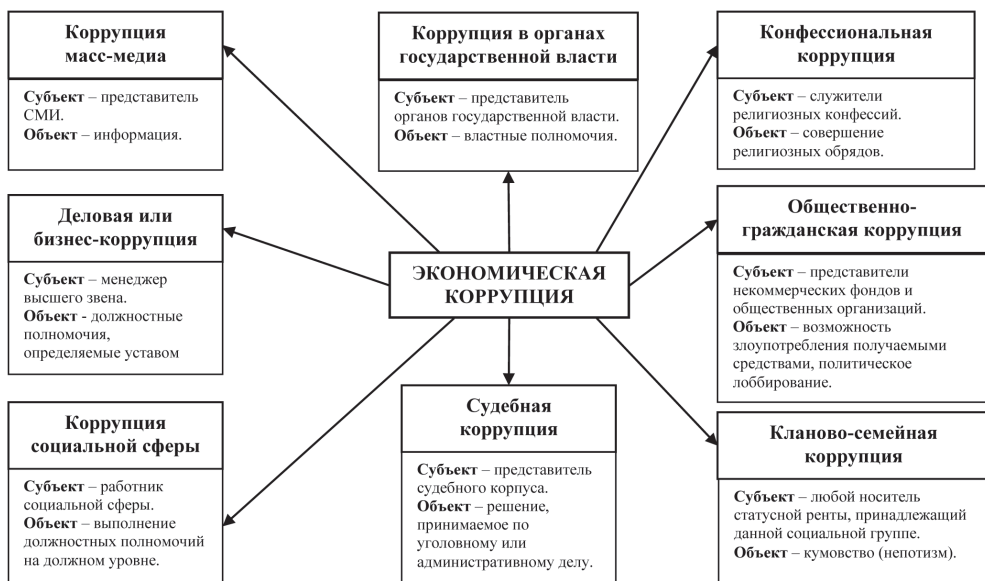 Коррупция
масс-медиа
Субъект – представитель
СМИ.
Объект – информация.
Коррупция в органах
государственной власти
Субъект – представитель
органов государственной власти.
Объект – властные полномочия.
Конфессиональная
коррупция
Субъект – служители
религиозных конфессий.
Объект – совершение
религиозных обрядов.
Деловая или
бизнес-коррупция
Субъект – менеджер
высшего звена.
Объект - должностные
полномочия,
определяемые уставом
ЭКОНОМИЧЕСКАЯ
КОРРУПЦИЯ
Общественно-
гражданская коррупция
Субъект – представители
некоммерческих фондов и
общественных организаций.
Объект – возможность
злоупотребления получаемыми
средствами, политическое
лоббирование.
Коррупция
социальной сферы
Субъект – работник
социальной сферы.
Объект – выполнение
должностных полномочий
на должном уровне.
Судебная
коррупция
Субъект – представитель
судебного корпуса.
Объект – решение,
принимаемое по
уголовному или
административному делу.
Кланово-семейная
коррупция
Субъект – любой носитель
статусной ренты, принадлежащий
данной социальной группе.
Объект – кумовство (непотизм).